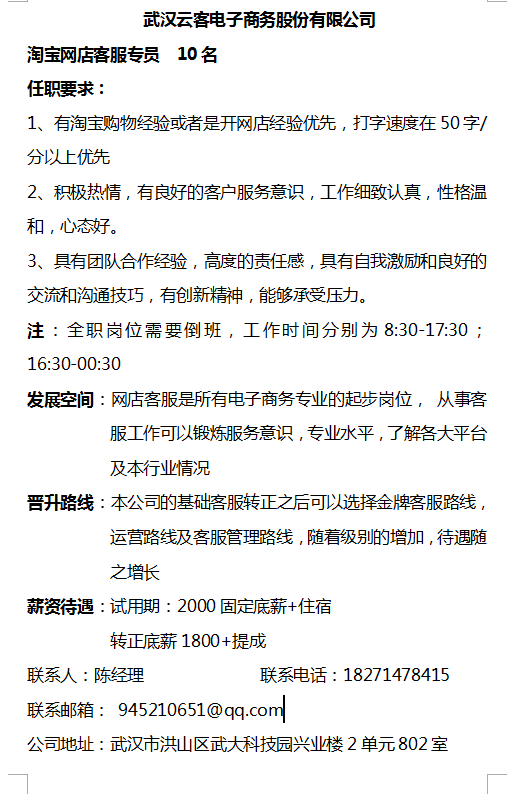 武汉云客电子商务股份有限公司
淘宝网店客服专员 10名
任职要求：
1、有淘宝购物经验或者是开网店经验优先，打字速度在50字/
分以上优先
2、积极热情，有良好的客户服务意识，工作细致认真，性格温
和，心态好。
3、具有团队合作经验，高度的责任感，具有自我激励和良好的
交流和沟通技巧，有创新精神，能够承受压力。
注：全职岗位需要倒班，工作时间分别为8:30-17:30；
16:30-00:30
发展空间：网店客服是所有电子商务专业的起步岗位， 从事客
服工作可以锻炼服务意识，专业水平，了解各大平台
及本行业情况
晋升路线：本公司的基础客服转正之后可以选择金牌客服路线，
运营路线及客服管理路线，随着级别的增加，待遇随
之增长
薪资待遇：试用期：2000固定底薪+住宿
转正底薪1800+提成
联系人：陈经理 联系电话：18271478415
联系邮箱： 945210651@qq.com
公司地址：武汉市洪山区武大科技园兴业楼2单元802室